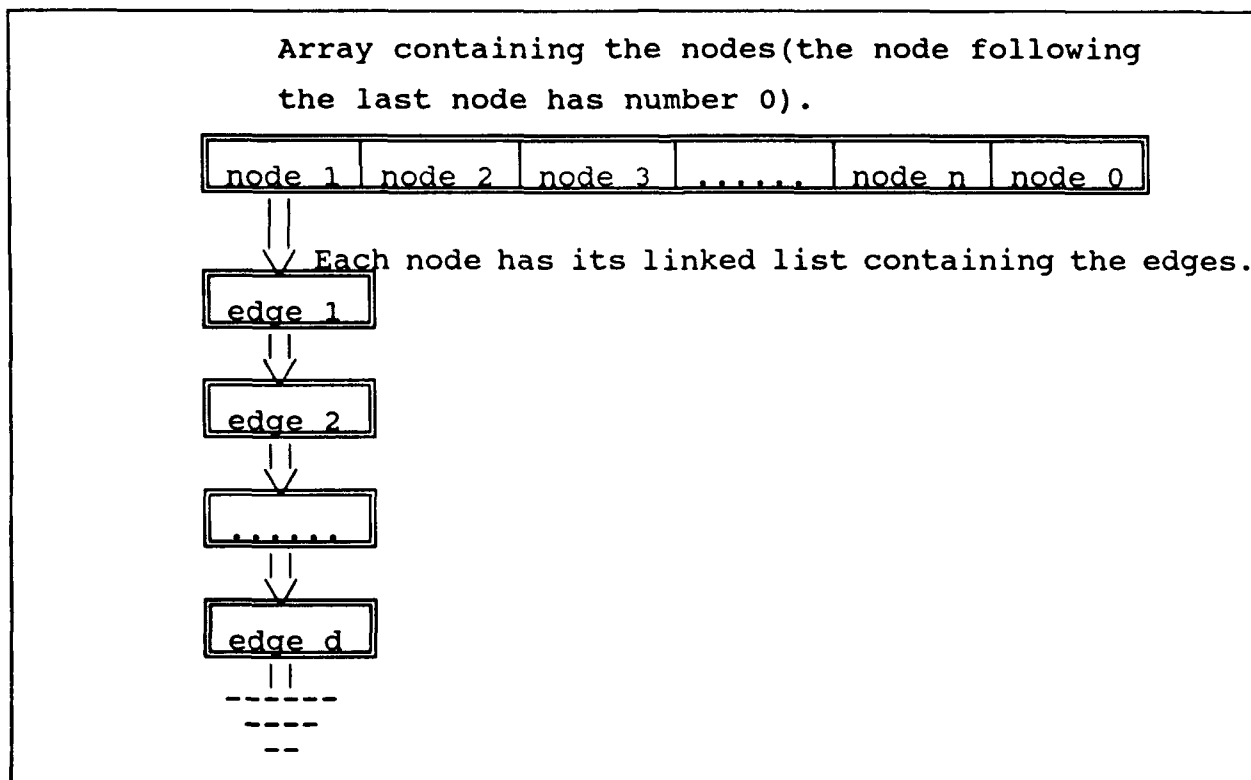 Array containing the nodes(the node following
the last node has number 0).
node 1 node 2 node 3 ...... node n node 0
Each node has its linked list containing the edges.
edge 1
edge 2
......
edge d